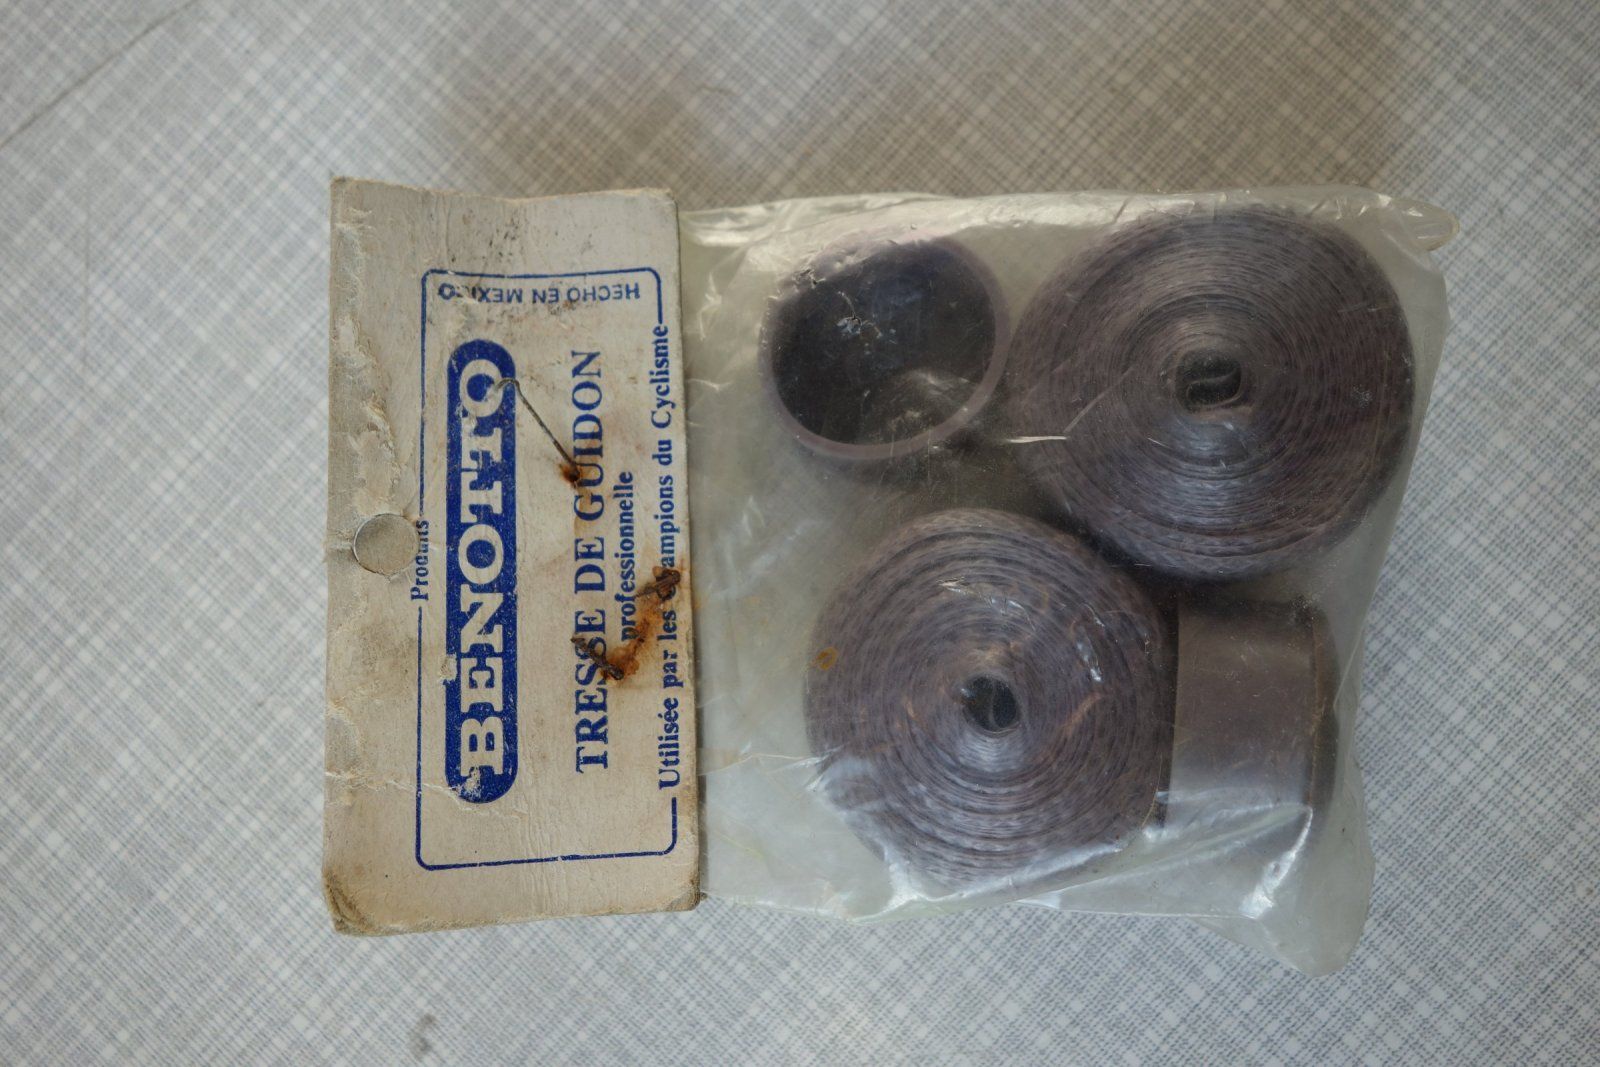 Produits
BENOTTO
TRESSE DE GUIDON
professionnelle
Utilisée par les Champions du Cyclisme
HECHO EN MEXICO